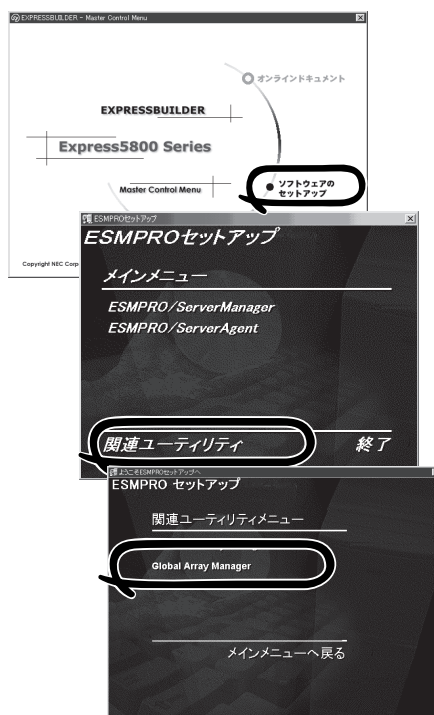 EXPRESSBUILDER - Master Control Menu
オンラインドキュメント
EXPRESSBUILDER
Express5800 Series
Master Control Menu
ソフトウェアの
セットアップ
Copyright NEC Corp
ESMPROセットアップ
ESMPROセットアップ
メインメニュー
ESMPRO/ServerManager
ESMPRO/ServerAgent
関連ユーティリティ
終了
ようこそESMPROセットアップへ
ESMPRO セットアップ
関連ユーティリティメニュー
Global Array Manager
メインメニューへ戻る